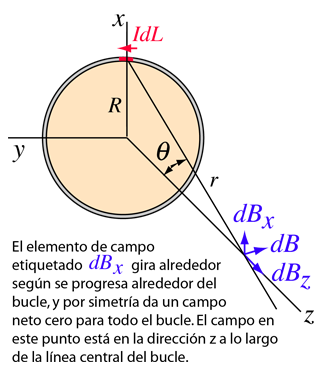 x
IdL
R
y
θ
r
dBx
dB
dBz
z
El elemento de campo
etiquetado dBx gira alrededor
según se progresa alrededor del
bucle, y por simetría da un campo
neto cero para todo el bucle. El campo en
este punto está en la dirección z a lo largo
de la línea central del bucle.